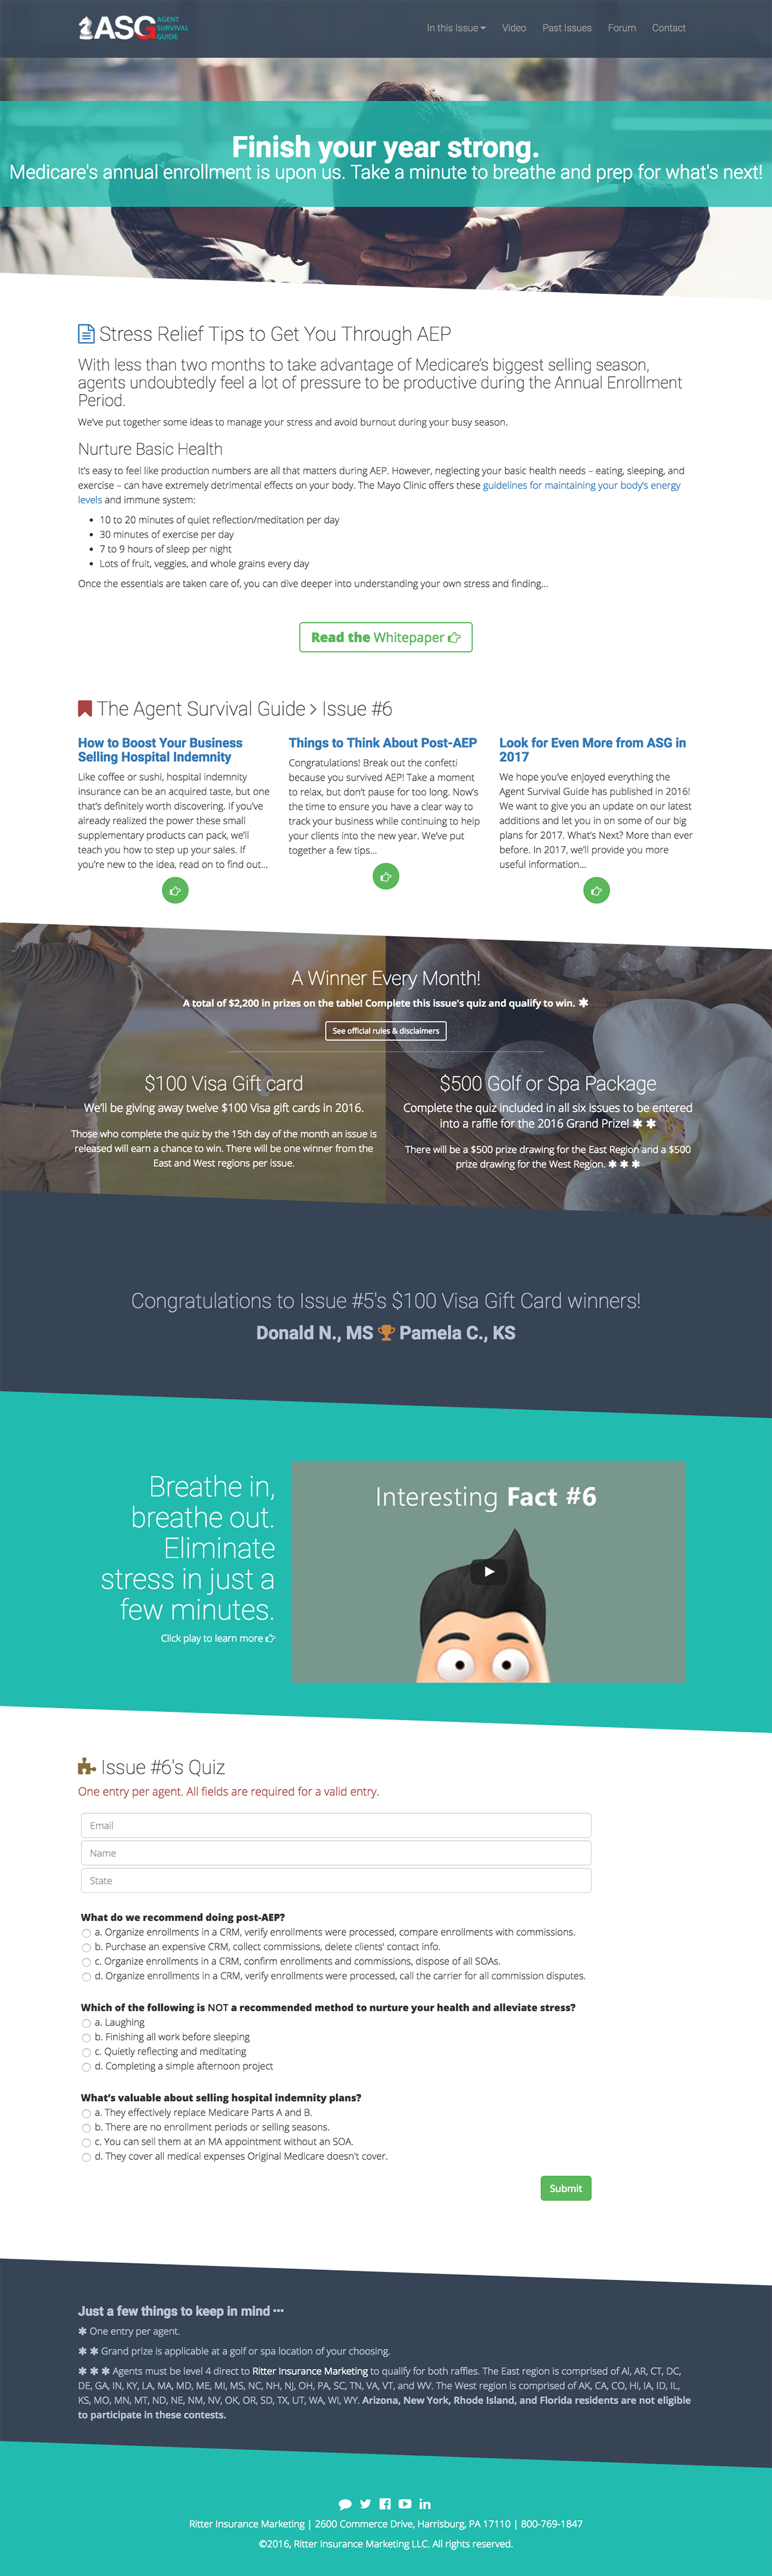 ASG AGENT SURVIVAL GUIDE
In this Issue Video Past Issues Forum Contact
Finish your year strong.
Medicare's annual enrollment is upon us. Take a minute to breathe and prep for what's next!
Stress Relief Tips to Get You Through AEP
With less than two months to take advantage of Medicare's biggest selling season,
agents undoubtedly feel a lot of pressure to be productive during the Annual Enrollment
Period.
We've put together some ideas to manage your stress and avoid burnout during your busy season.
Nurture Basic Health
It's easy to feel like production numbers are all that matters during AEP. However, neglecting your basic health needs – eating, sleeping, and
exercise – can have extremely detrimental effects on your body. The Mayo Clinic offers these guidelines for maintaining your body's energy
levels and immune system:
• 10 to 20 minutes of quiet reflection/meditation per day
• 30 minutes of exercise per day
• 7 to 9 hours of sleep per night
• Lots of fruit, veggies, and whole grains every day
Once the essentials are taken care of, you can dive deeper into understanding your own stress and finding...
Read the Whitepaper
The Agent Survival Guide > Issue #6
How to Boost Your Business
Selling Hospital Indemnity
Like coffee or sushi, hospital indemnity
insurance can be an acquired taste, but one
that's definitely worth discovering. If you've
already realized the power these small
supplementary products can pack, we'll
teach you how to step up your sales. If
you're new to the idea, read on to find out...
Things to Think About Post-AEP
Congratulations! Break out the confetti
because you survived AEP! Take a moment
to relax, but don't pause for too long. Now's
the time to ensure you have a clear way to
track your business while continuing to help
your clients into the new year. We've put
together a few tips...
Look for Even More from ASG in
2017
We hope you've enjoyed everything the
Agent Survival Guide has published in 2016!
We want to give you an update on our latest
additions and let you in on some of our big
plans for 2017. What's Next? More than ever
before. In 2017, we'll provide you more
useful information...
A Winner Every Month!
A total of $2,200 in prizes on the table! Complete this issue's quiz and qualify to win. ✱
See official rules & disclaimers
$100 Visa Gift card
We'll be giving away twelve $100 Visa gift cards in 2016.
Those who complete the quiz by the 15th day of the month an issue is
released will earn a chance to win. There will be one winner from the
East and West regions per issue.
$500 Golf or Spa Package
Complete the quiz included in all six issues to be entered
into a raffle for the 2016 Grand Prize! ✱ ✱
There will be a $500 prize drawing for the East Region and a $500
prize drawing for the West Region. ✱ ✱ ✱
Congratulations to Issue #5's $100 Visa Gift Card winners!
Donald N., MS Pamela C., KS
Breathe in,
breathe out.
Eliminate
stress in just a
few minutes.
Click play to learn more
Interesting Fact #6
Issue #6's Quiz
One entry per agent. All fields are required for a valid entry.
Email
Name
State
What do we recommend doing post-AEP?
a. Organize enrollments in a CRM, verify enrollments were processed, compare enrollments with commissions.
b. Purchase an expensive CRM, collect commissions, delete clients' contact info.
c. Organize enrollments in a CRM, confirm enrollments and commissions, dispose of all SOAs.
d. Organize enrollments in a CRM, verify enrollments were processed, call the carrier for all commission disputes.
Which of the following is NOT a recommended method to nurture your health and alleviate stress?
a. Laughing
b. Finishing all work before sleeping
c. Quietly reflecting and meditating
d. Completing a simple afternoon project
What's valuable about selling hospital indemnity plans?
a. They effectively replace Medicare Parts A and B.
b. There are no enrollment periods or selling seasons.
c. You can sell them at an MA appointment without an SOA.
d. They cover all medical expenses Original Medicare doesn't cover.
Submit
Just a few things to keep in mind ···
✱ One entry per agent.
✱ ✱ Grand prize is applicable at a golf or spa location of your choosing.
✱ ✱ ✱ Agents must be level 4 direct to Ritter Insurance Marketing to qualify for both raffles. The East region is comprised of Al, AR, CT, DC,
DE, GA, IN, KY, LA, MA, MD, ME, MI, MS, NC, NH, NJ, OH, PA, SC, TN, VA, VT, and WV. The West region is comprised of AK, CA, CO, HI, IA, ID, IL,
KS, MO, MN, MT, ND, NE, NM, NV, OK, OR, SD, TX, UT, WA, WI, WY. Arizona, New York, Rhode Island, and Florida residents are not eligible
to participate in these contests.
Ritter Insurance Marketing | 2600 Commerce Drive, Harrisburg, PA 17110 | 800-769-1847
©2016, Ritter Insurance Marketing LLC. All rights reserved.